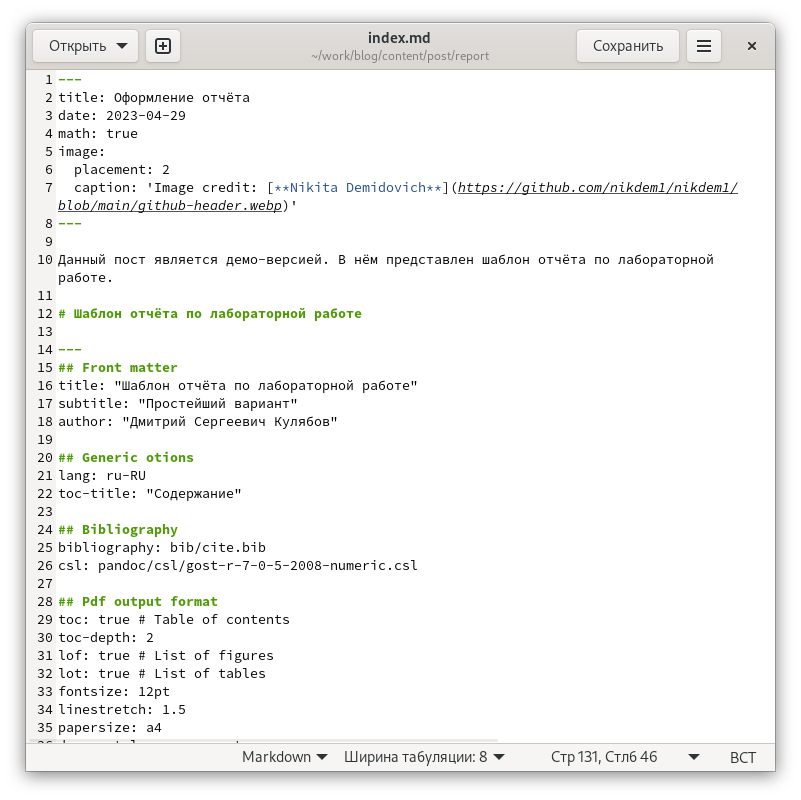 Открыть
index.md
~/work/blog/content/post/report
Сохранить
1 ---
2 title: Оформление отчёта
3 date: 2023-04-29
4 math: true
5 image:
6   placement: 2
7   caption: 'Image credit: [**Nikita Demidovich**](https://github.com/nikdem1/nikdem1/
blob/main/github-header.webp)'
8 ---
9
10 Данный пост является демо-версией. В нём представлен шаблон отчёта по лабораторной
работе.
11
12 # Шаблон отчёта по лабораторной работе
13
14 ---
15 ## Front matter
16 title: "Шаблон отчёта по лабораторной работе"
17 subtitle: "Простейший вариант"
18 author: "Дмитрий Сергеевич Кулябов"
19
20 ## Generic otions
21 lang: ru-RU
22 toc-title: "Содержание"
23
24 ## Bibliography
25 bibliography: bib/cite.bib
26 csl: pandoc/csl/gost-r-7-0-5-2008-numeric.csl
27
28 ## Pdf output format
29 toc: true # Table of contents
30 toc-depth: 2
31 lof: true # List of figures
32 lot: true # List of tables
33 fontsize: 12pt
34 linestretch: 1.5
35 papersize: a4
Markdown Ширина табуляции: 8 Стр 131, Стлб 46 ВСТ